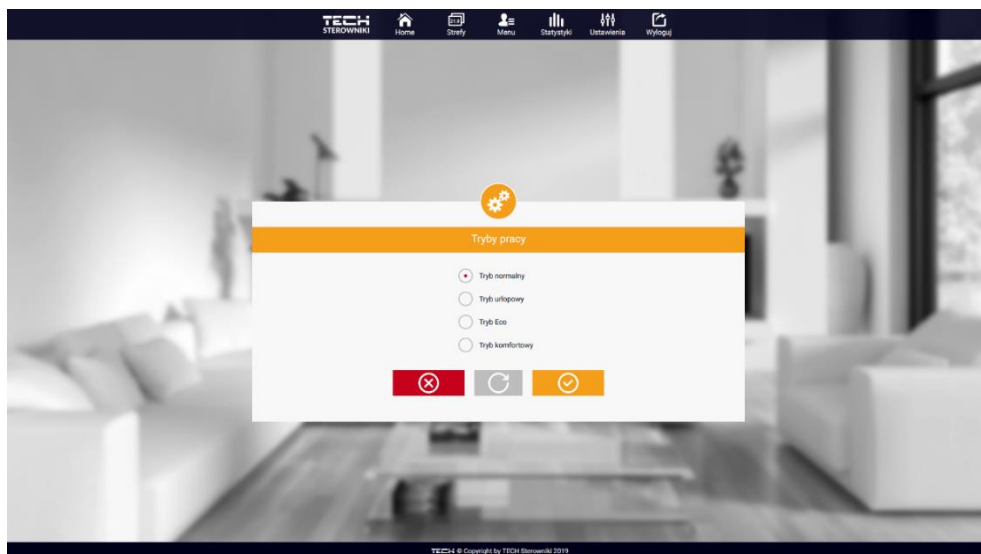 TECH
STEROWNIKI
Home
Strefy
Menu
Statystyki
Ustawienia
Wyloguj
Tryby pracy
Tryb normalny
Tryb urlopowy
Tryb Eco
Tryb komfortowy
TECH © Copyright by TECH Sterowniki 2019